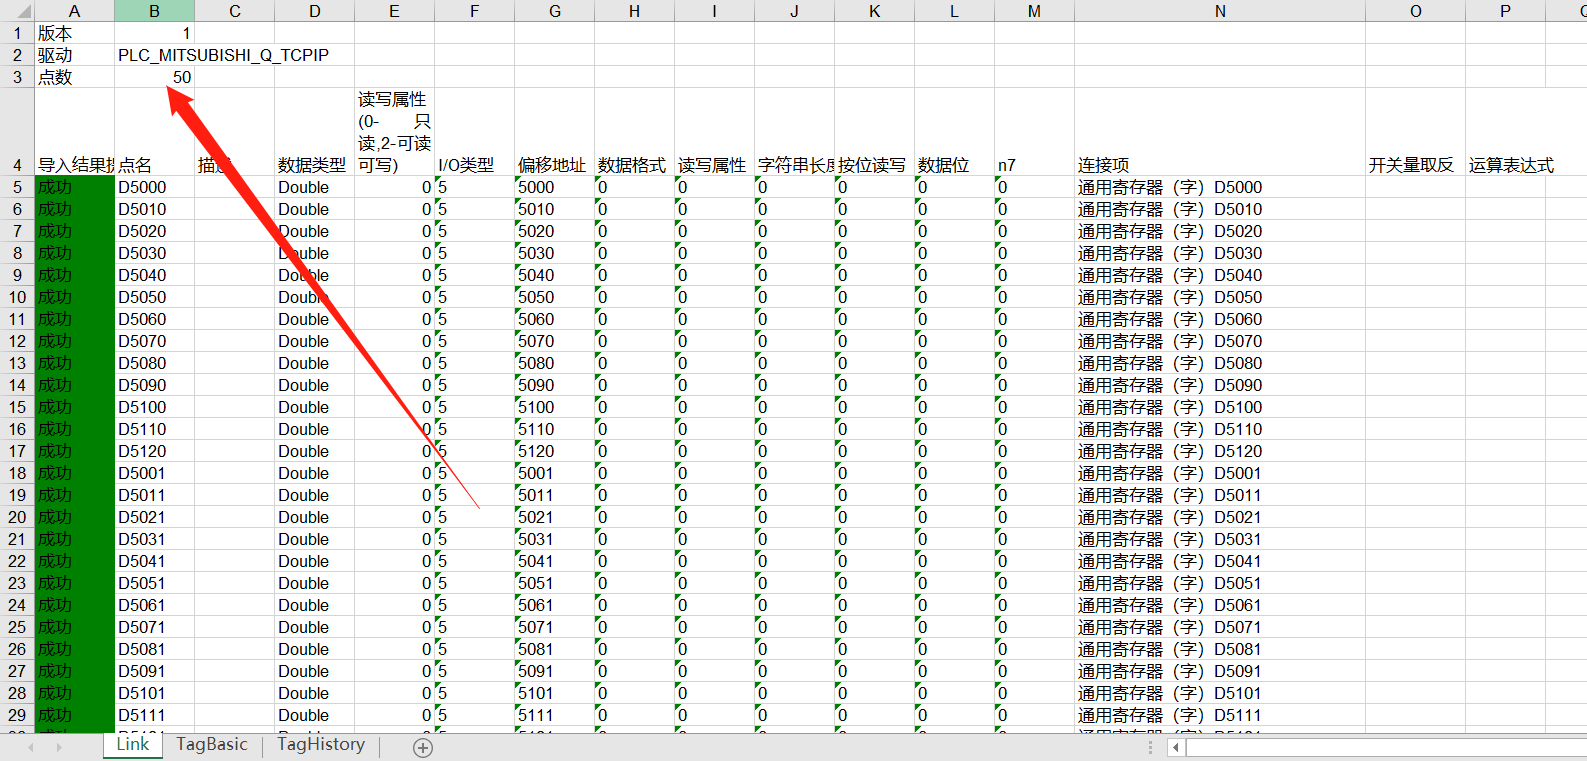 A B C D E F G H I J K L M N O P
1 版本 1
2 驱动 PLC_MITSUBISHI_Q_TCPIP
3 点数 50
读写属性
(0- 只
读,2-可读
4 导入结果 点名 描述 数据类型 可写) I/O类型 偏移地址 数据格式 读写属性 字符串长度 按位读写 数据位 n7 连接项 开关量取反 运算表达式
5 成功 D5000 Double 0 5 5000 0 0 0 0 0 0 通用寄存器（字）D5000
6 成功 D5010 Double 0 5 5010 0 0 0 0 0 0 通用寄存器（字）D5010
7 成功 D5020 Double 0 5 5020 0 0 0 0 0 0 通用寄存器（字）D5020
8 成功 D5030 Double 0 5 5030 0 0 0 0 0 0 通用寄存器（字）D5030
9 成功 D5040 Double 0 5 5040 0 0 0 0 0 0 通用寄存器（字）D5040
10 成功 D5050 Double 0 5 5050 0 0 0 0 0 0 通用寄存器（字）D5050
11 成功 D5060 Double 0 5 5060 0 0 0 0 0 0 通用寄存器（字）D5060
12 成功 D5070 Double 0 5 5070 0 0 0 0 0 0 通用寄存器（字）D5070
13 成功 D5080 Double 0 5 5080 0 0 0 0 0 0 通用寄存器（字）D5080
14 成功 D5090 Double 0 5 5090 0 0 0 0 0 0 通用寄存器（字）D5090
15 成功 D5100 Double 0 5 5100 0 0 0 0 0 0 通用寄存器（字）D5100
16 成功 D5110 Double 0 5 5110 0 0 0 0 0 0 通用寄存器（字）D5110
17 成功 D5120 Double 0 5 5120 0 0 0 0 0 0 通用寄存器（字）D5120
18 成功 D5001 Double 0 5 5001 0 0 0 0 0 0 通用寄存器（字）D5001
19 成功 D5011 Double 0 5 5011 0 0 0 0 0 0 通用寄存器（字）D5011
20 成功 D5021 Double 0 5 5021 0 0 0 0 0 0 通用寄存器（字）D5021
21 成功 D5031 Double 0 5 5031 0 0 0 0 0 0 通用寄存器（字）D5031
22 成功 D5041 Double 0 5 5041 0 0 0 0 0 0 通用寄存器（字）D5041
23 成功 D5051 Double 0 5 5051 0 0 0 0 0 0 通用寄存器（字）D5051
24 成功 D5061 Double 0 5 5061 0 0 0 0 0 0 通用寄存器（字）D5061
25 成功 D5071 Double 0 5 5071 0 0 0 0 0 0 通用寄存器（字）D5071
26 成功 D5081 Double 0 5 5081 0 0 0 0 0 0 通用寄存器（字）D5081
27 成功 D5091 Double 0 5 5091 0 0 0 0 0 0 通用寄存器（字）D5091
28 成功 D5101 Double 0 5 5101 0 0 0 0 0 0 通用寄存器（字）D5101
29 成功 D5111 Double 0 5 5111 0 0 0 0 0 0 通用寄存器（字）D5111
Link TagBasic TagHistory